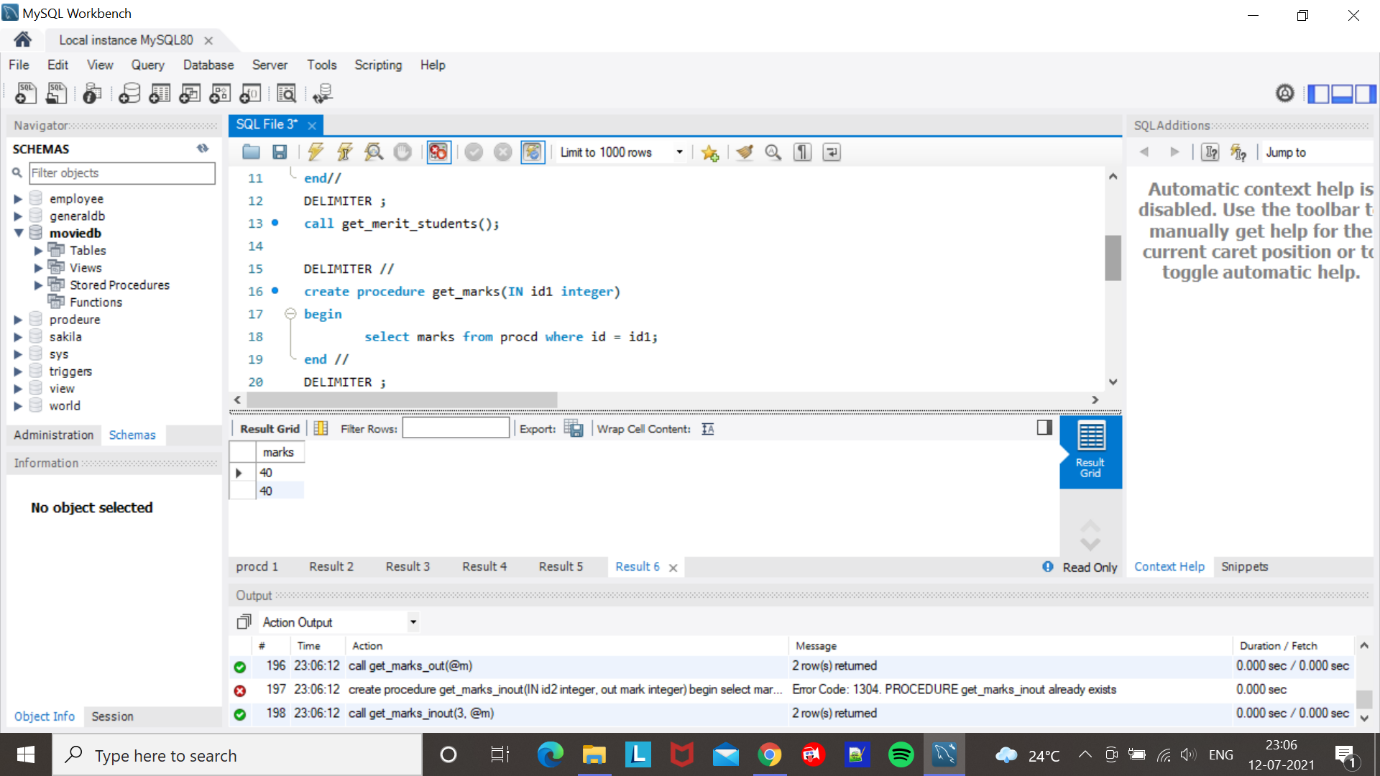 MySQL Workbench
Local instance MySQL80
File Edit View Query Database Server Tools Scripting Help
Navigator
SCHEMAS
Filter objects
employee
generaldb
moviedb
Tables
Views
Stored Procedures
Functions
prodeure
sakila
sys
triggers
view
world
Administration Schemas
Information
No object selected
Object Info Session
SQL File 3*
Limit to 1000 rows
11 end//
12 DELIMITER ;
13 call get_merit_students();
14
15 DELIMITER //
16 create procedure get_marks(IN id1 integer)
17 begin
18 select marks from procd where id = id1;
19 end //
20 DELIMITER ;
Result Grid Filter Rows: Export: Wrap Cell Content:
marks
40
40
Result
Grid
procd 1 Result 2 Result 3 Result 4 Result 5 Result 6 Read Only
SQLAdditions
Jump to
Automatic context help is
disabled. Use the toolbar t
manually get help for the
current caret position or to
toggle automatic help.
Context Help Snippets
Output
Action Output
# Time Action Message Duration / Fetch
196 23:06:12 call get_marks_out(@m) 2 row(s) returned 0.000 sec / 0.000 sec
197 23:06:12 create procedure get_marks_inout(IN id2 integer, out mark integer) begin select mar... Error Code: 1304. PROCEDURE get_marks_inout already exists 0.000 sec
198 23:06:12 call get_marks_inout(3, @m) 2 row(s) returned 0.000 sec / 0.000 sec
Type here to search
24°C
ENG
23:06
12-07-2021
1